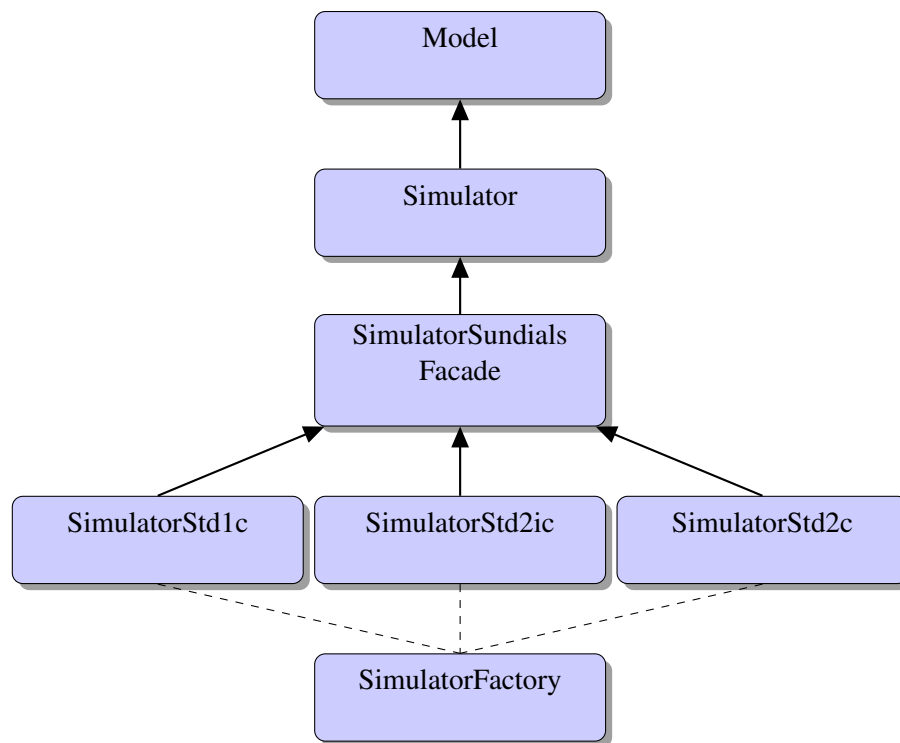 Model
Simulator
SimulatorSundials
Facade
SimulatorStd1c
SimulatorStd2ic
SimulatorStd2c
SimulatorFactory